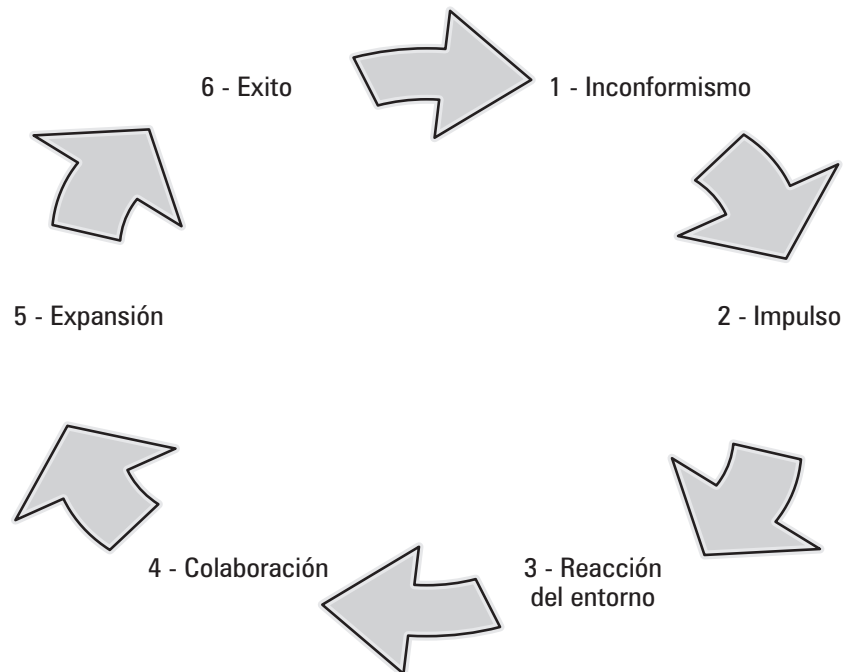 6 - Exito
1 - Inconformismo
5 - Expansión
2 - Impulso
4 - Colaboración
3 - Reacción
del entorno